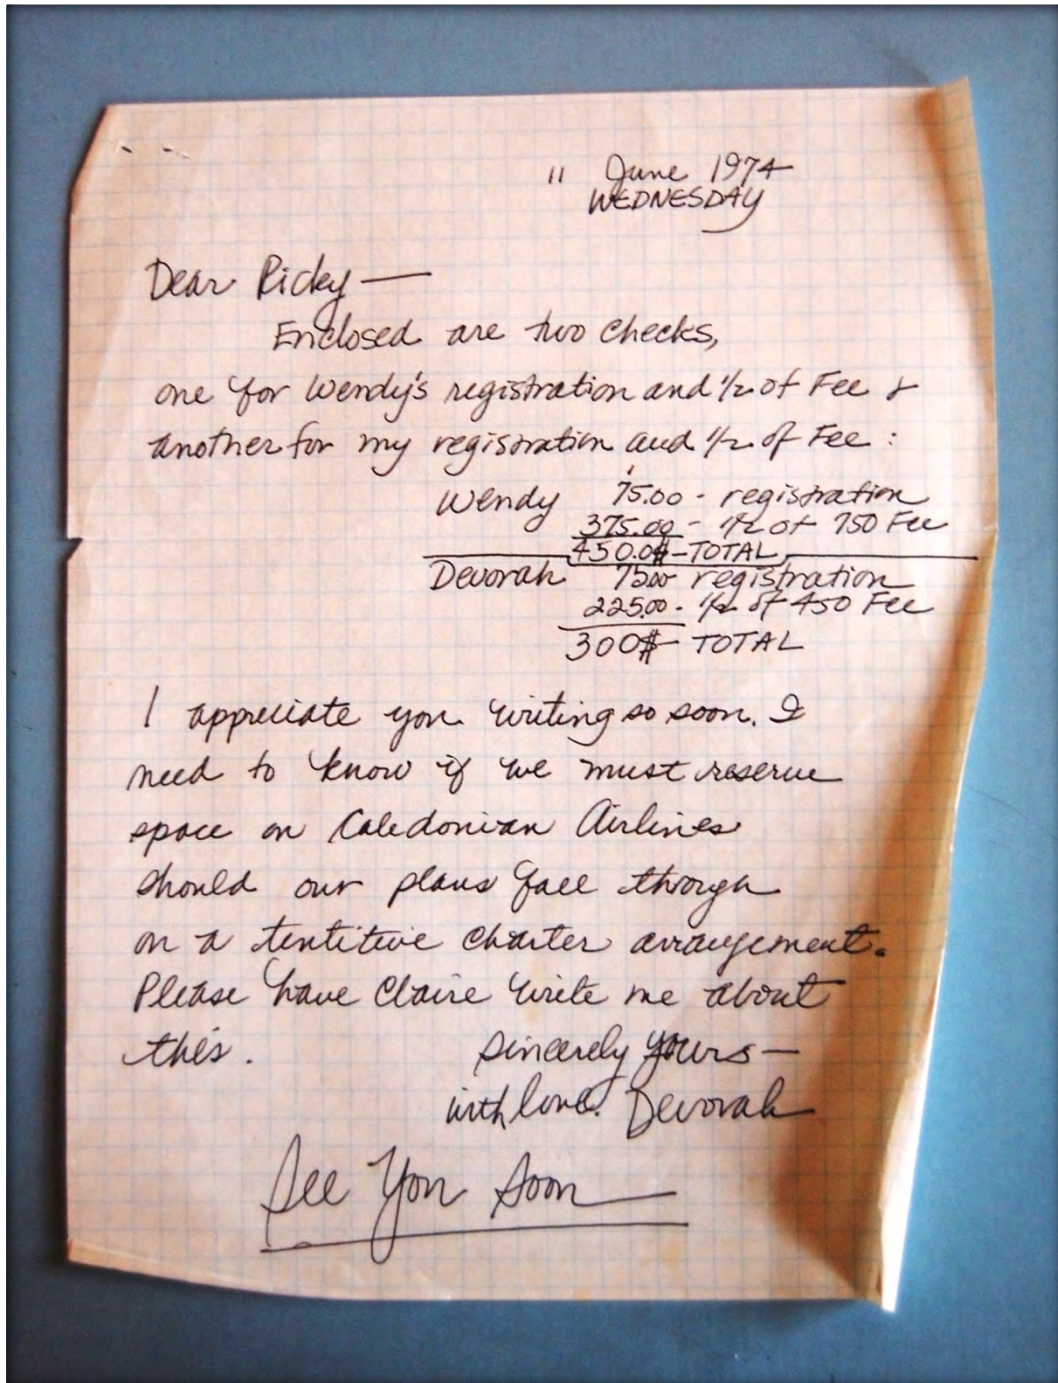 11 June 1974
WEDNESDAY
Dear Ricky —
Enclosed are two checks,
one for Wendy's registration and 1/2 of Fee &
another for my registration and 1/2 of Fee :
Wendy 75.00 - registration
375.00 - 1/2 of 750 Fee
450.0$ - TOTAL
Devorah 75.00 registration
225.00 - 1/2 of 450 Fee
300$ - TOTAL
I appreciate you writing so soon. I
need to know if we must reserve
space on Caledonian Airlines
should our plans fall through
on a tentitive charter arrangement.
Please have Claire write me about
this. Sincerely yours —
with love. Devorah
See You Soon